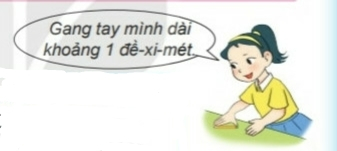 Gang tay mình dài
khoảng 1 đề-xi-mét.